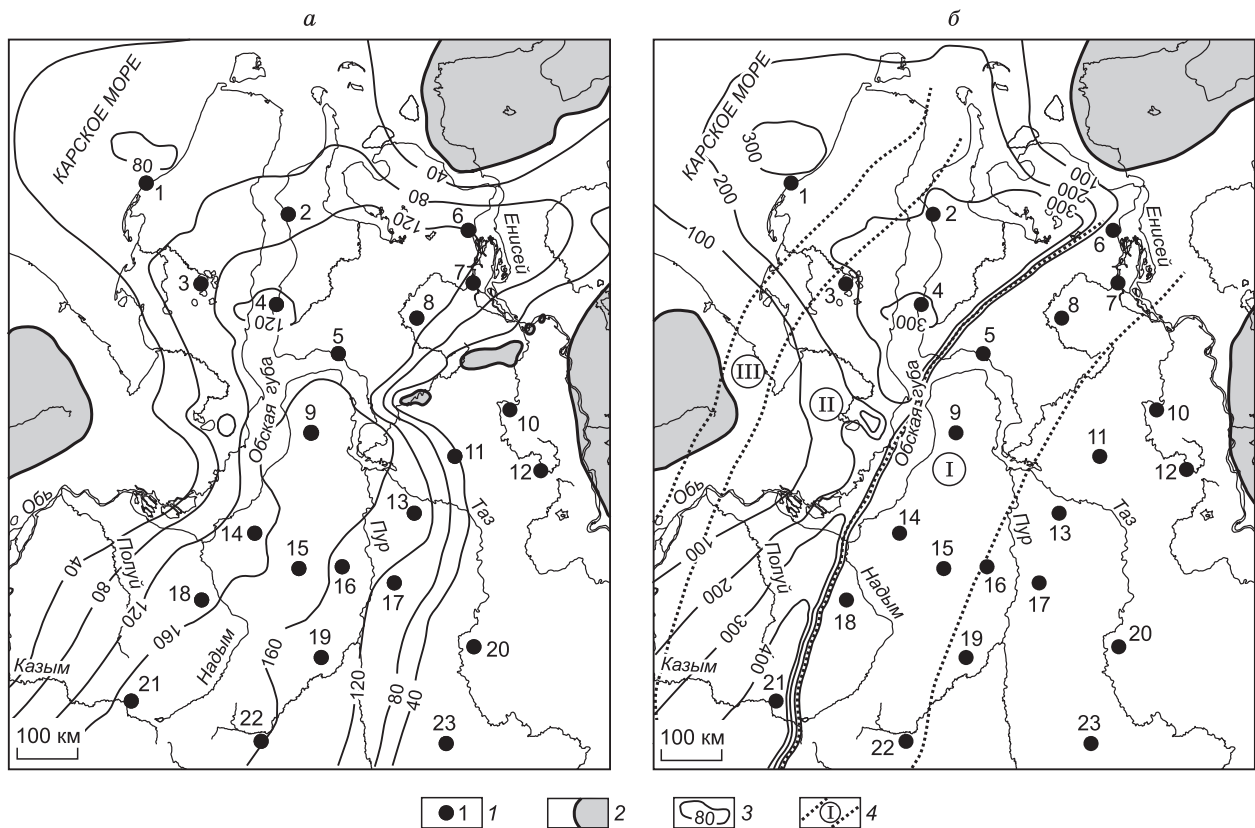 а
КАРСКОЕ МОРЕ
80
1
40
80
120
2
6
Енисей
3
4
120
7
8
5
Обская губа
9
10
11
12
Обь
13
Таз
14
Полуй
15
16
Пур
17
40
80
120
160
18
Надым
19
160
20
Казым
21
120
80
40
22
23
100 км
б
КАРСКОЕ МОРЕ
300
1
200
100
100
200
300
2
6
Енисей
3
4
300
7
8
5
III
II
Обская губа
9
I
10
11
12
Обь
13
Таз
14
100
Полуй
15
16
Пур
17
200
300
400
18
Надым
19
20
Казым
21
22
23
100 км
1 1
2
80 3
I 4